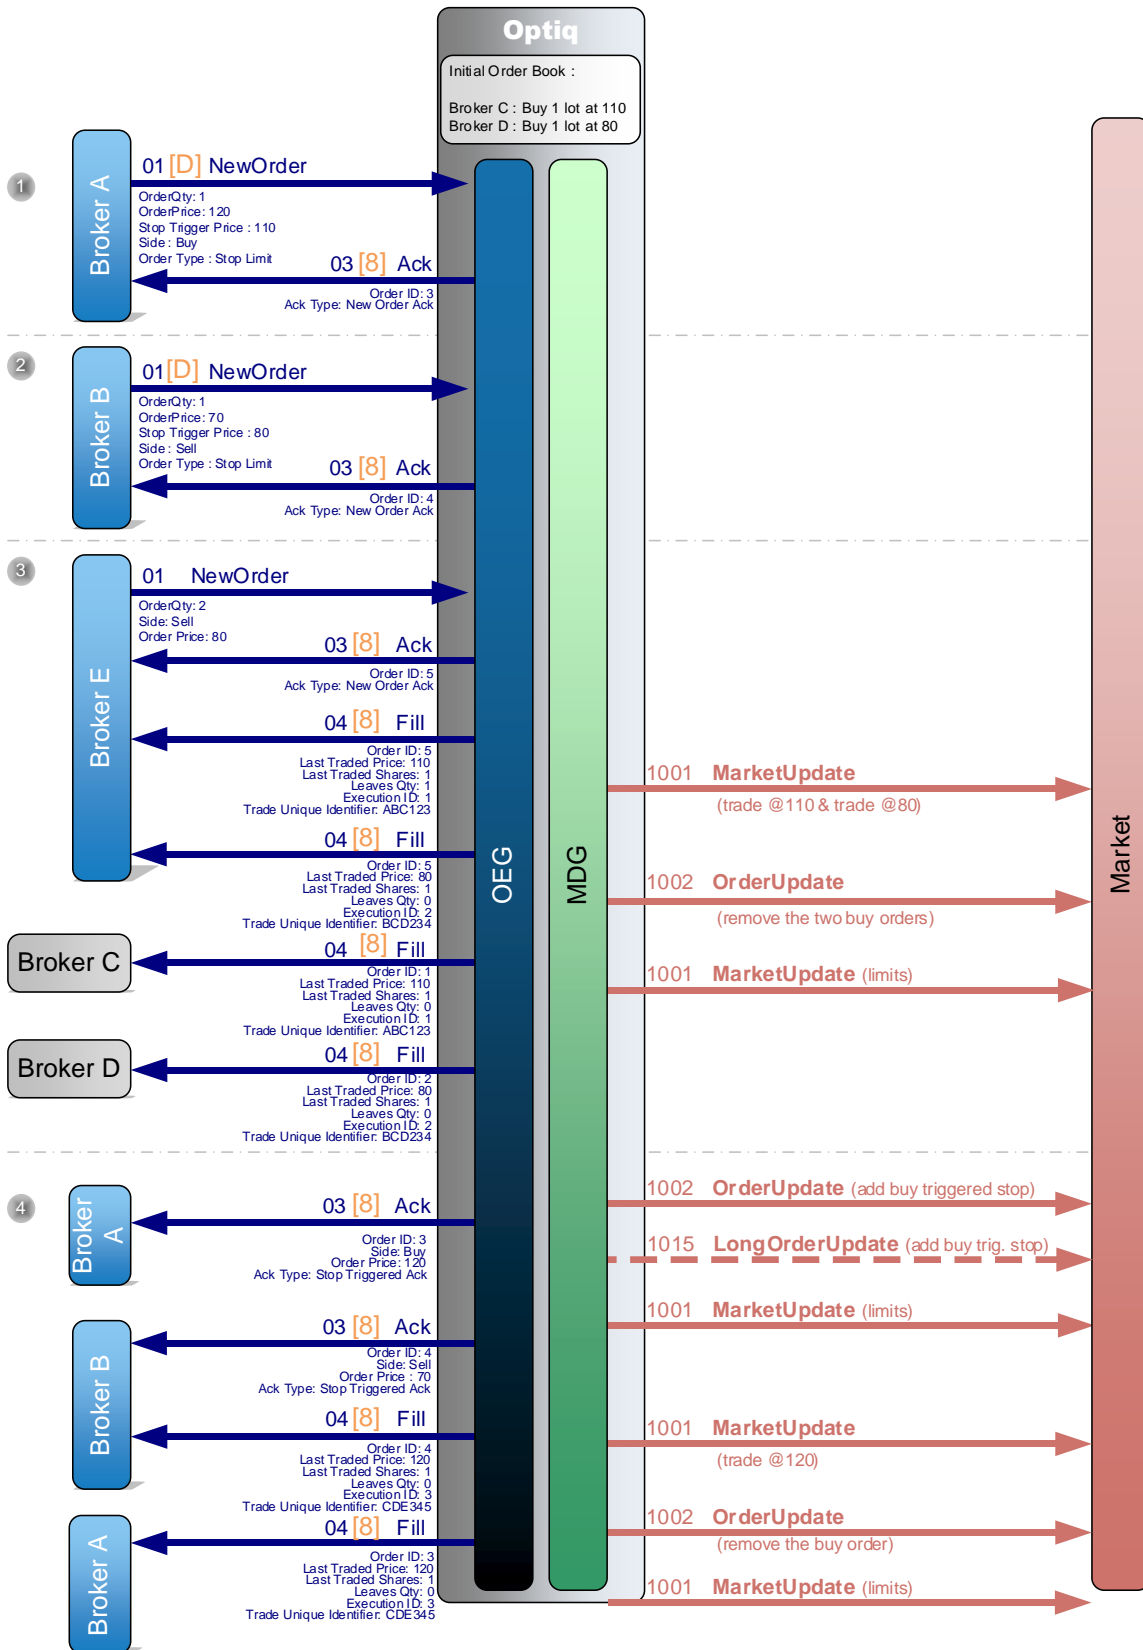 Optiq
Initial Order Book :
Broker C : Buy 1 lot at 110
Broker D : Buy 1 lot at 80
1
Broker A
01 [D] NewOrder
OrderQty: 1
OrderPrice: 120
Stop Trigger Price : 110
Side : Buy
Order Type : Stop Limit
03 [8] Ack
Order ID: 3
Ack Type: New Order Ack
2
Broker B
01 [D] NewOrder
OrderQty: 1
OrderPrice: 70
Stop Trigger Price : 80
Side : Sell
Order Type : Stop Limit
03 [8] Ack
Order ID: 4
Ack Type: New Order Ack
3
Broker E
01 NewOrder
OrderQty: 2
Side: Sell
Order Price: 80
03 [8] Ack
Order ID: 5
Ack Type: New Order Ack
04 [8] Fill
Order ID: 5
Last Traded Price: 110
Last Traded Shares: 1
Leaves Qty: 1
Execution ID: 1
Trade Unique Identifier: ABC123
04 [8] Fill
Order ID: 5
Last Traded Price: 80
Last Traded Shares: 1
Leaves Qty: 0
Execution ID: 2
Trade Unique Identifier: BCD234
Broker C
04 [8] Fill
Order ID: 1
Last Traded Price: 110
Last Traded Shares: 1
Leaves Qty: 0
Execution ID: 1
Trade Unique Identifier: ABC123
Broker D
04 [8] Fill
Order ID: 2
Last Traded Price: 80
Last Traded Shares: 1
Leaves Qty: 0
Execution ID: 2
Trade Unique Identifier: BCD234
OEG
MDG
Market
1001 MarketUpdate
(trade @110 & trade @80)
1002 OrderUpdate
(remove the two buy orders)
1001 MarketUpdate (limits)
4
Broker A
03 [8] Ack
Order ID: 3
Side: Buy
Order Price: 120
Ack Type: Stop Triggered Ack
Broker B
03 [8] Ack
Order ID: 4
Side: Sell
Order Price : 70
Ack Type: Stop Triggered Ack
04 [8] Fill
Order ID: 4
Last Traded Price: 120
Last Traded Shares: 1
Leaves Qty: 0
Execution ID: 3
Trade Unique Identifier: CDE345
Broker A
04 [8] Fill
Order ID: 3
Last Traded Price: 120
Last Traded Shares: 1
Leaves Qty: 0
Execution ID: 3
Trade Unique Identifier: CDE345
1002 OrderUpdate (add buy triggered stop)
1015 LongOrderUpdate (add buy trig. stop)
1001 MarketUpdate (limits)
1001 MarketUpdate
(trade @120)
1002 OrderUpdate
(remove the buy order)
1001 MarketUpdate (limits)